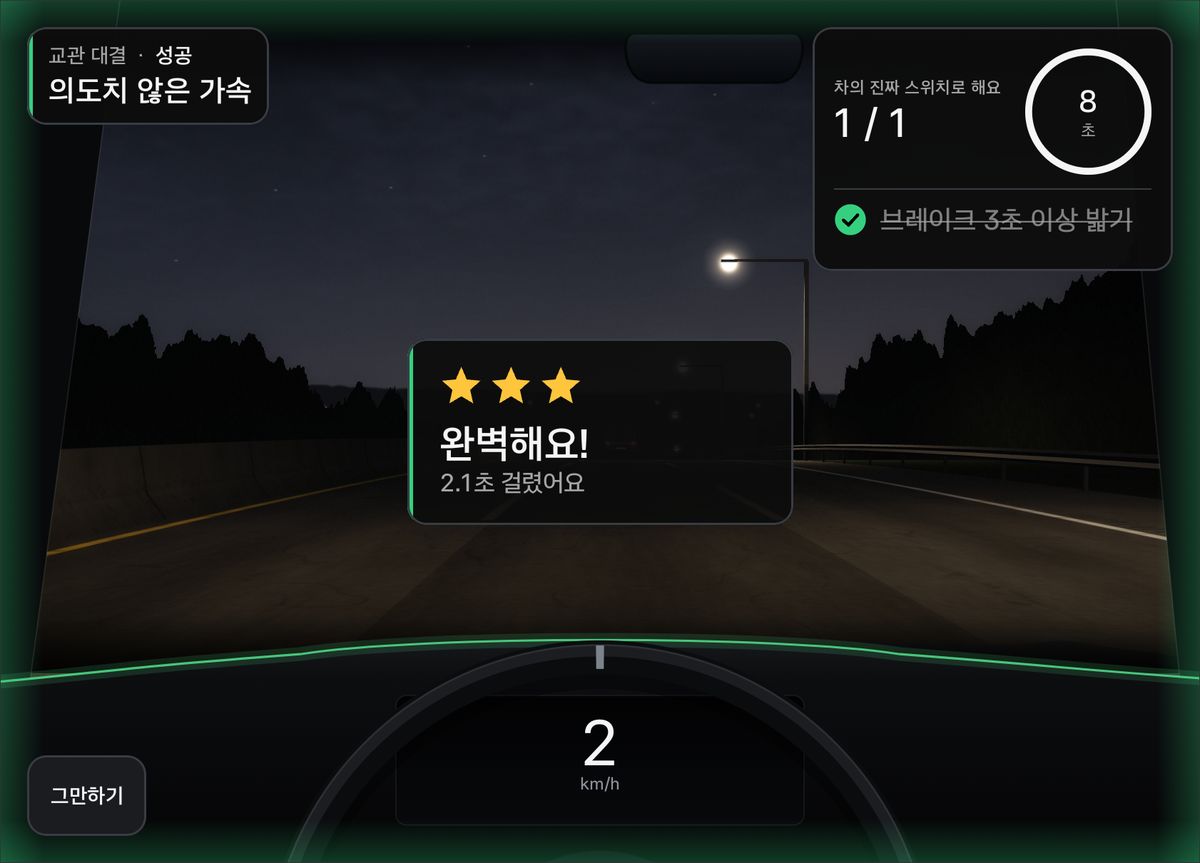 교관 대결 · 성공
의도치 않은 가속
차의 진짜 스위치로 해요
1 / 1
8
초
브레이크 3초 이상 밟기
완벽해요!
2.1초 걸렸어요
2
km/h
그만하기